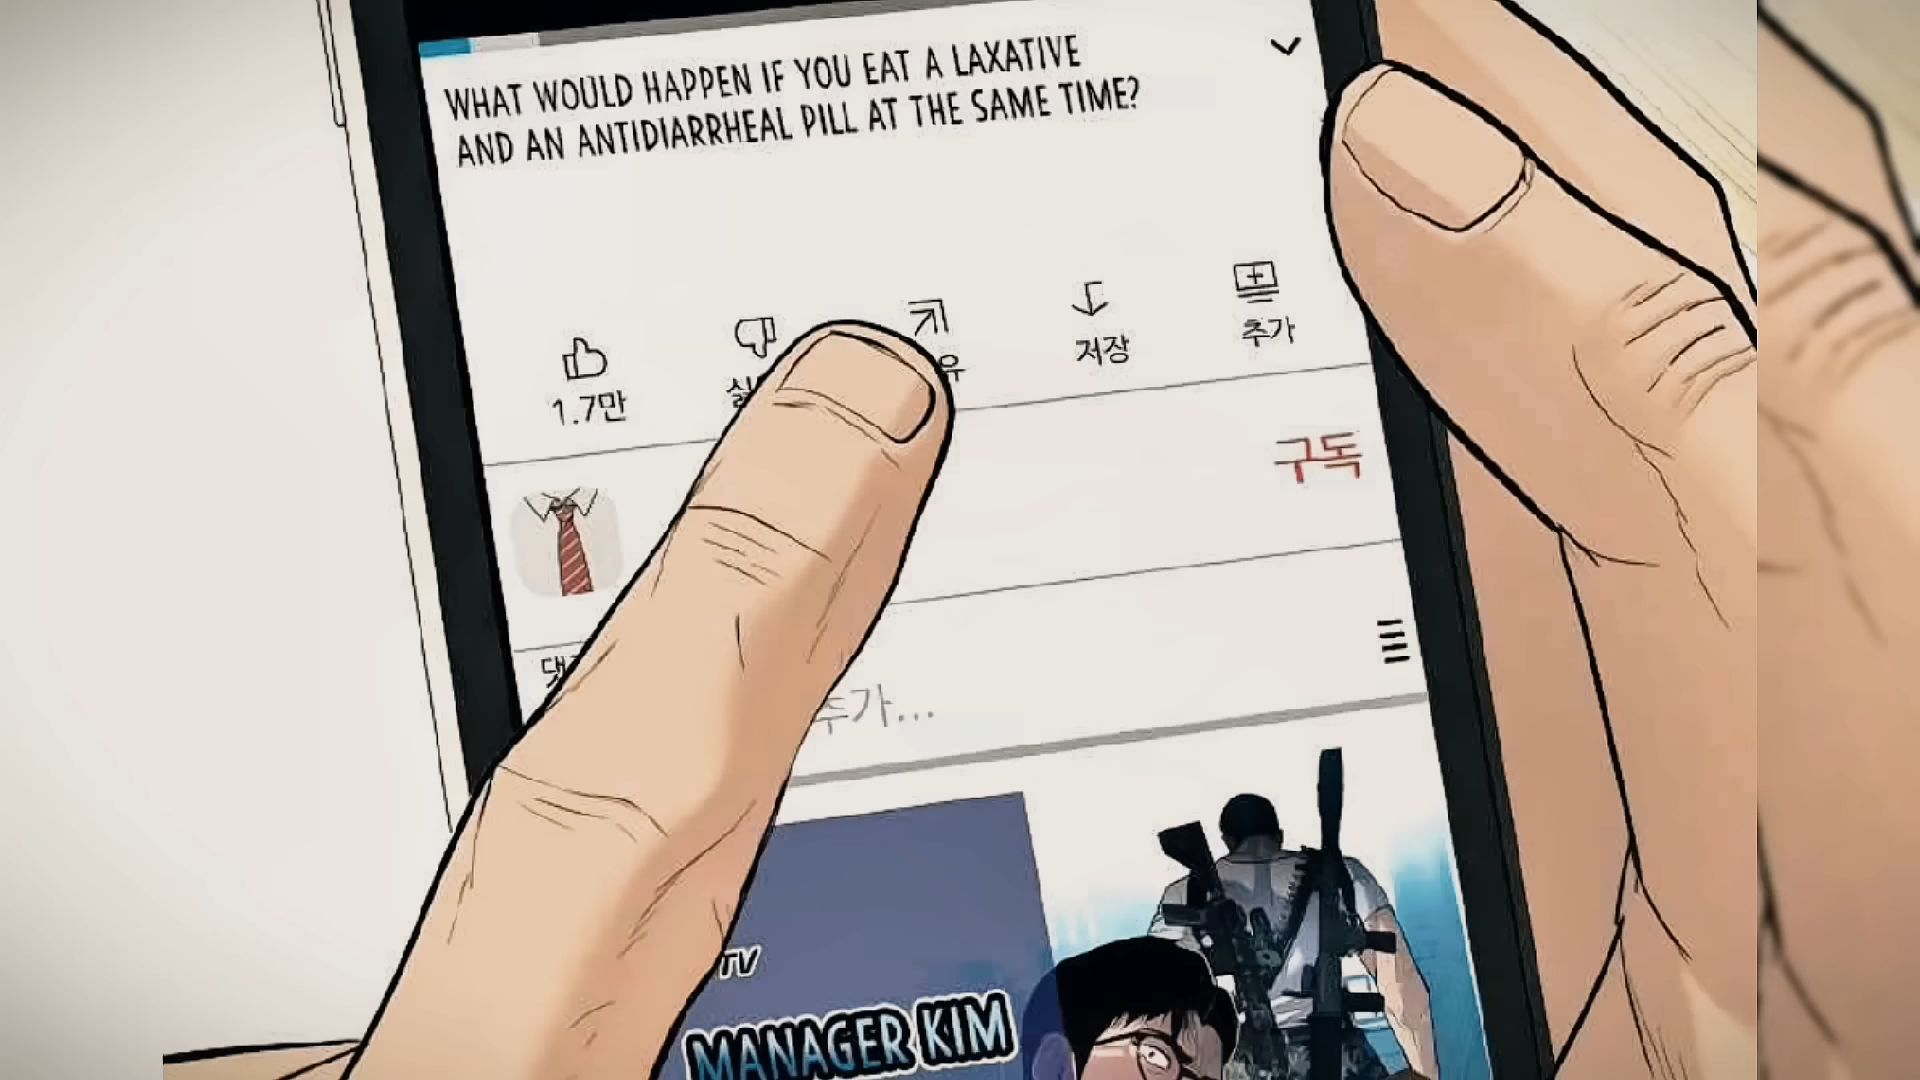 WHAT WOULD HAPPEN IF YOU EAT A LAXATIVE
AND AN ANTIDIARRHEAL PILL AT THE SAME TIME?
1.7만
저장
추가
구독
추가...
TV
MANAGER KIM